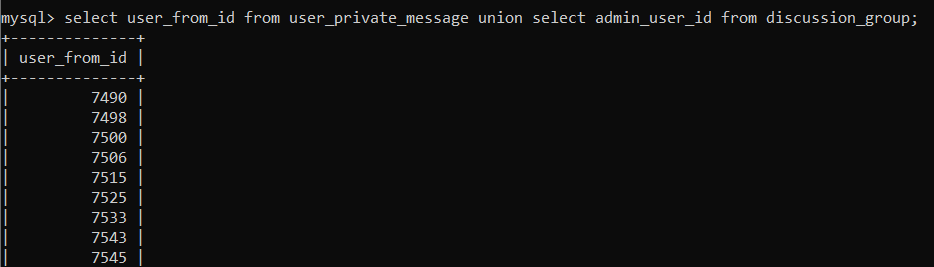 mysql> select user_from_id from user_private_message union select admin_user_id from discussion_group;
+--------------+
| user_from_id |
+--------------+
|         7490 |
|         7498 |
|         7500 |
|         7506 |
|         7515 |
|         7525 |
|         7533 |
|         7543 |
|         7545 |